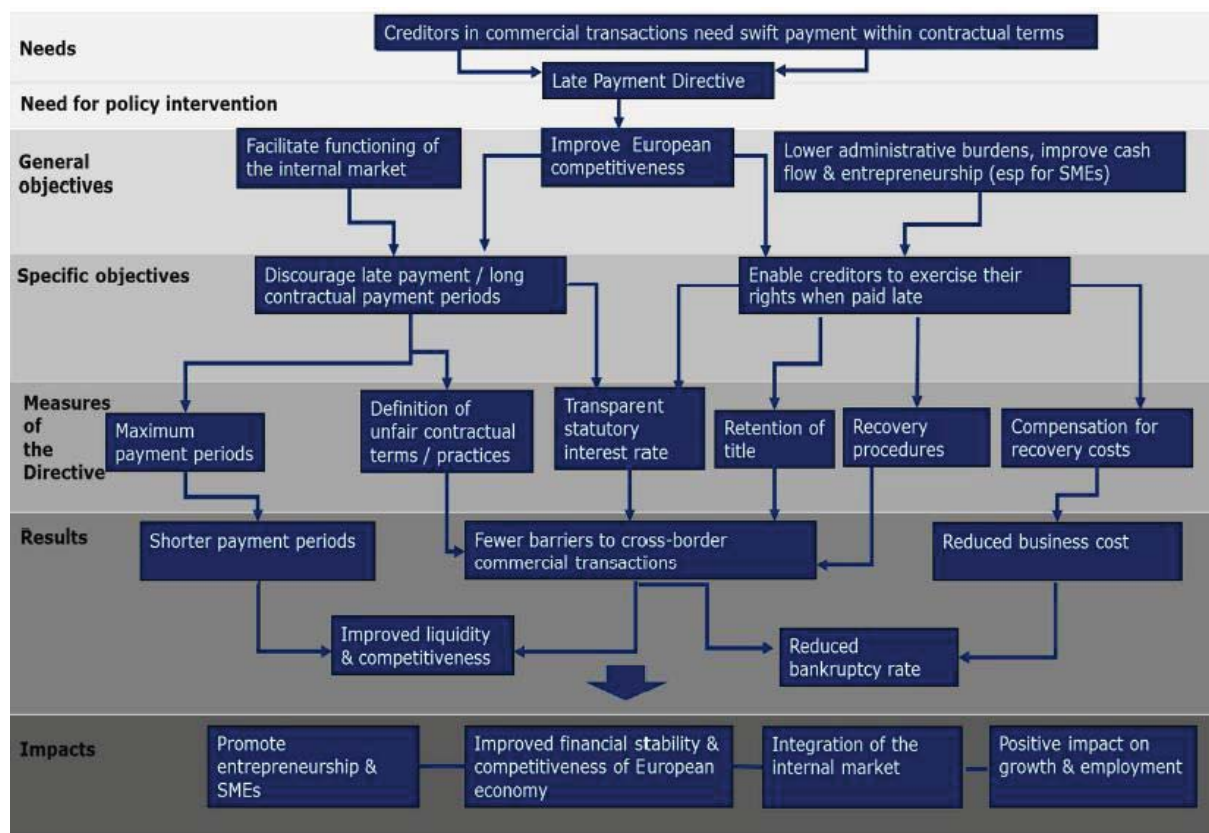 Needs
Creditors in commercial transactions need swift payment within contractual terms
Late Payment Directive
Need for policy intervention
General
objectives
Facilitate functioning of
the internal market
Improve European
competitiveness
Lower administrative burdens, improve cash
flow & entrepreneurship (esp for SMEs)
Specific objectives
Discourage late payment / long
contractual payment periods
Enable creditors to exercise their
rights when paid late
Measures
of
the
Directive
Maximum
payment periods
Definition of
unfair contractual
terms / practices
Transparent
statutory
interest rate
Retention of
title
Recovery
procedures
Compensation for
recovery costs
Results
Shorter payment periods
Fewer barriers to cross-border
commercial transactions
Reduced business cost
Improved liquidity
& competitiveness
Reduced
bankruptcy rate
Impacts
Promote
entrepreneurship &
SMEs
Improved financial stability &
competitiveness of European
economy
Integration of the
internal market
Positive impact on
growth & employment